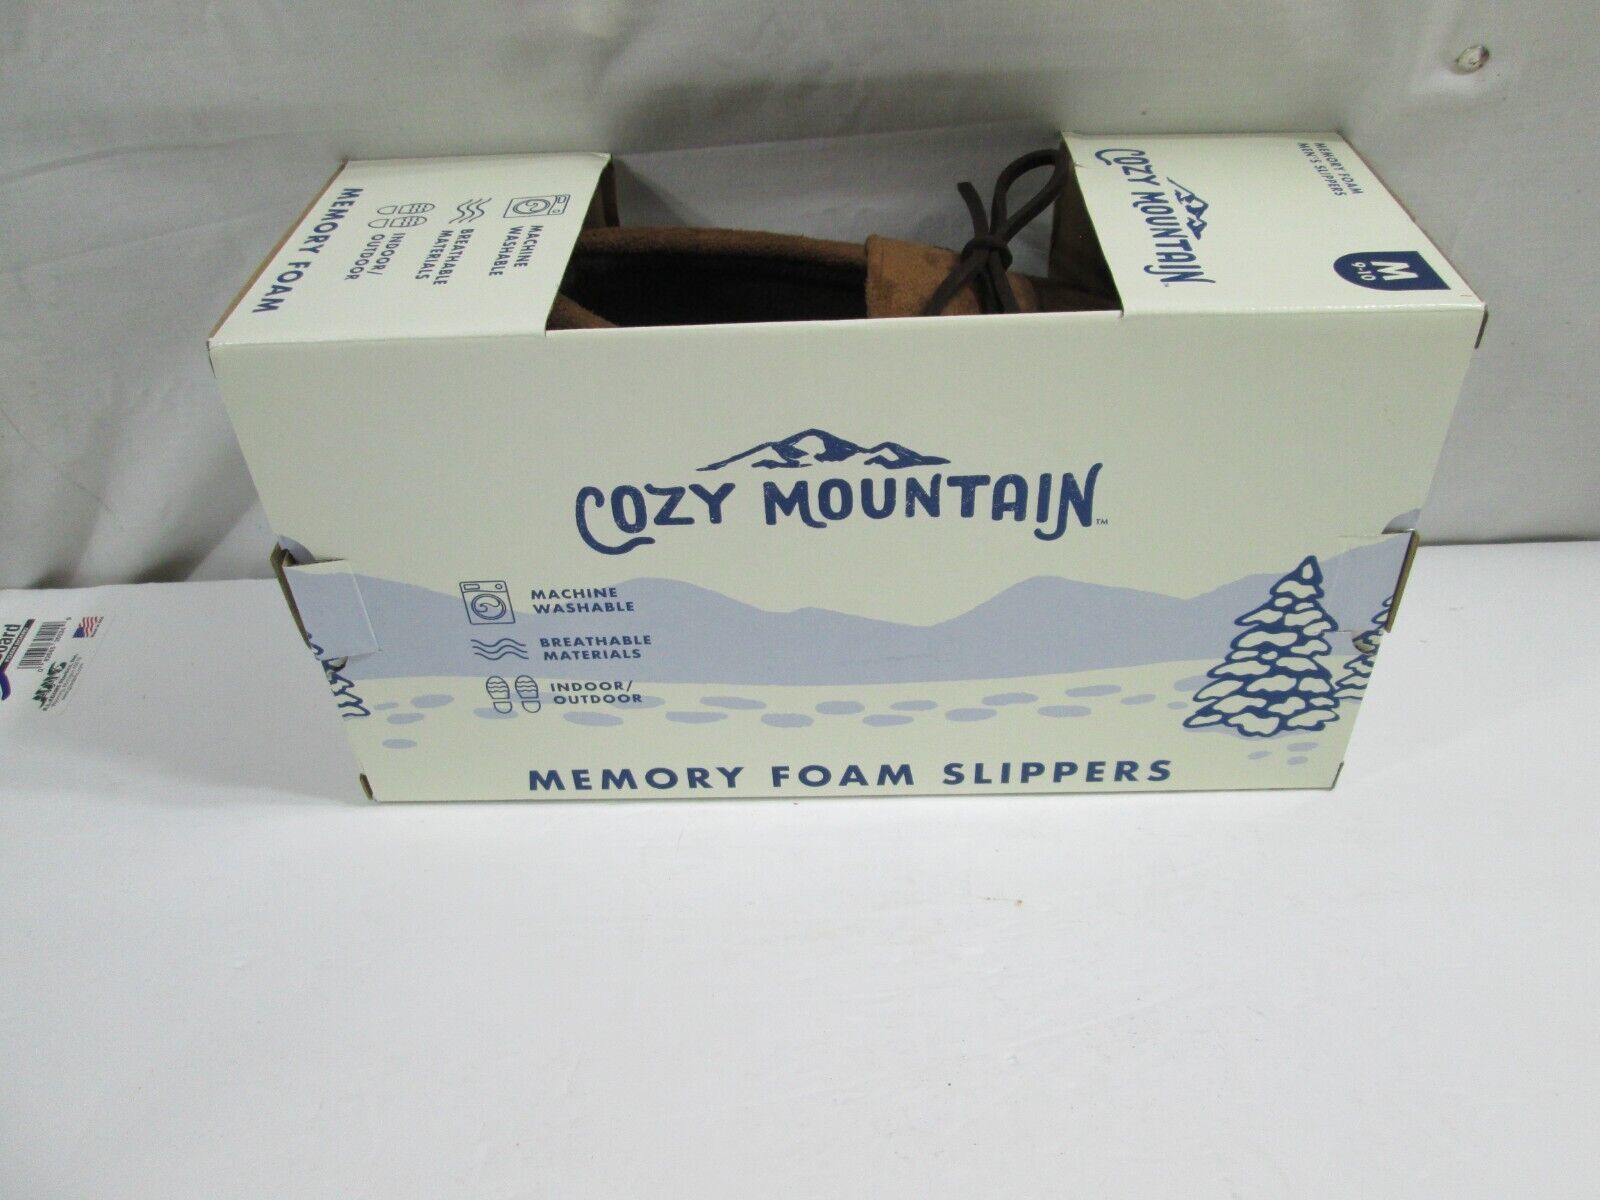 MACHINE
WASHABLE
BREATHABLE
MATERIALS
INDOOR/
OUTDOOR
MEMORY FOAM
MEMORY FOAM
MEN'S SLIPPERS
COZY MOUNTAIN
M
9-10
COZY MOUNTAIN™
MACHINE
WASHABLE
BREATHABLE
MATERIALS
INDOOR/
OUTDOOR
MEMORY FOAM SLIPPERS